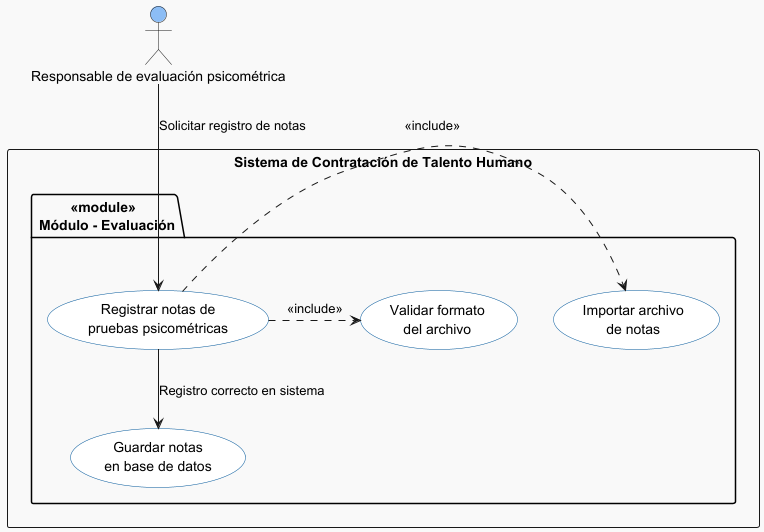 Responsable de evaluación psicométrica
Solicitar registro de notas
«include»
Sistema de Contratación de Talento Humano
«module»
Módulo - Evaluación
Registrar notas de
pruebas psicométricas
«include»
Validar formato
del archivo
Importar archivo
de notas
Registro correcto en sistema
Guardar notas
en base de datos